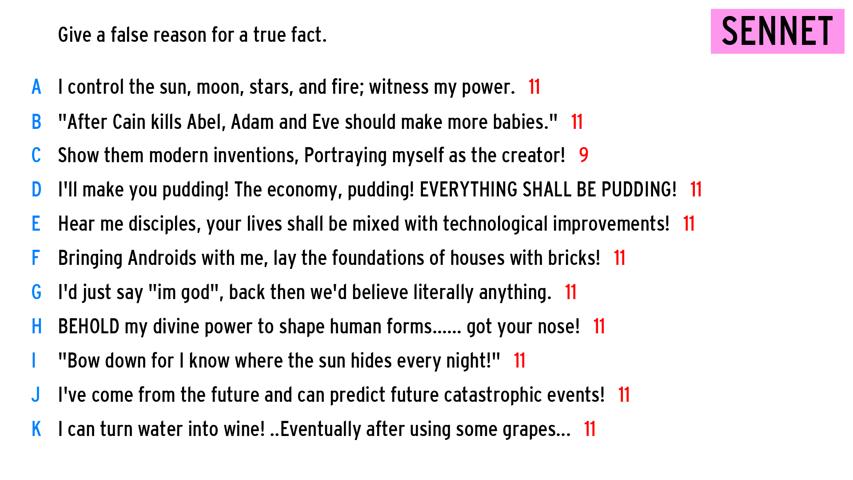 Give a false reason for a true fact.
SENNET
A I control the sun, moon, stars, and fire; witness my power. 11
B "After Cain kills Abel, Adam and Eve should make more babies." 11
C Show them modern inventions, Portraying myself as the creator! 9
D I'll make you pudding! The economy, pudding! EVERYTHING SHALL BE PUDDING! 11
E Hear me disciples, your lives shall be mixed with technological improvements! 11
F Bringing Androids with me, lay the foundations of houses with bricks! 11
G I'd just say "im god", back then we'd believe literally anything. 11
H BEHOLD my divine power to shape human forms...... got your nose! 11
I "Bow down for I know where the sun hides every night!" 11
J I've come from the future and can predict future catastrophic events! 11
K I can turn water into wine! ..Eventually after using some grapes... 11